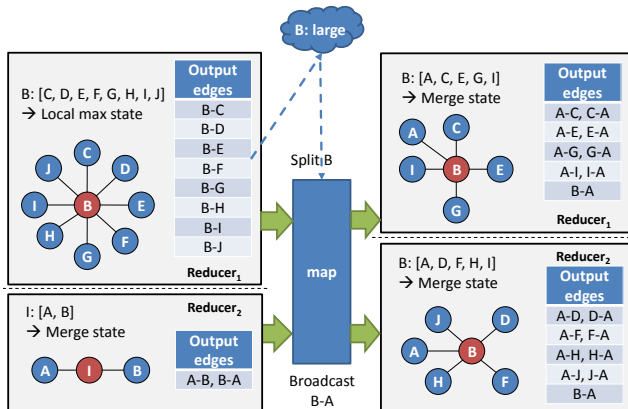 B: large
B: [C, D, E, F, G, H, I, J]
→ Local max state
Output
edges
B-C
B-D
B-E
B-F
B-G
B-H
B-I
B-J
C
J
D
I
B
E
H
F
G
Reducer1
I: [A, B]
→ Merge state
Reducer2
Output
edges
A-B, B-A
A
I
B
Split B
map
Broadcast
B-A
B: [A, C, E, G, I]
→ Merge state
Output
edges
A-C, C-A
A-E, E-A
A-G, G-A
A-I, I-A
B-A
A
C
I
B
E
G
Reducer1
B: [A, D, F, H, I]
→ Merge state
Reducer2
Output
edges
A-D, D-A
A-F, F-A
A-H, H-A
A-J, J-A
B-A
J
D
A
B
H
F